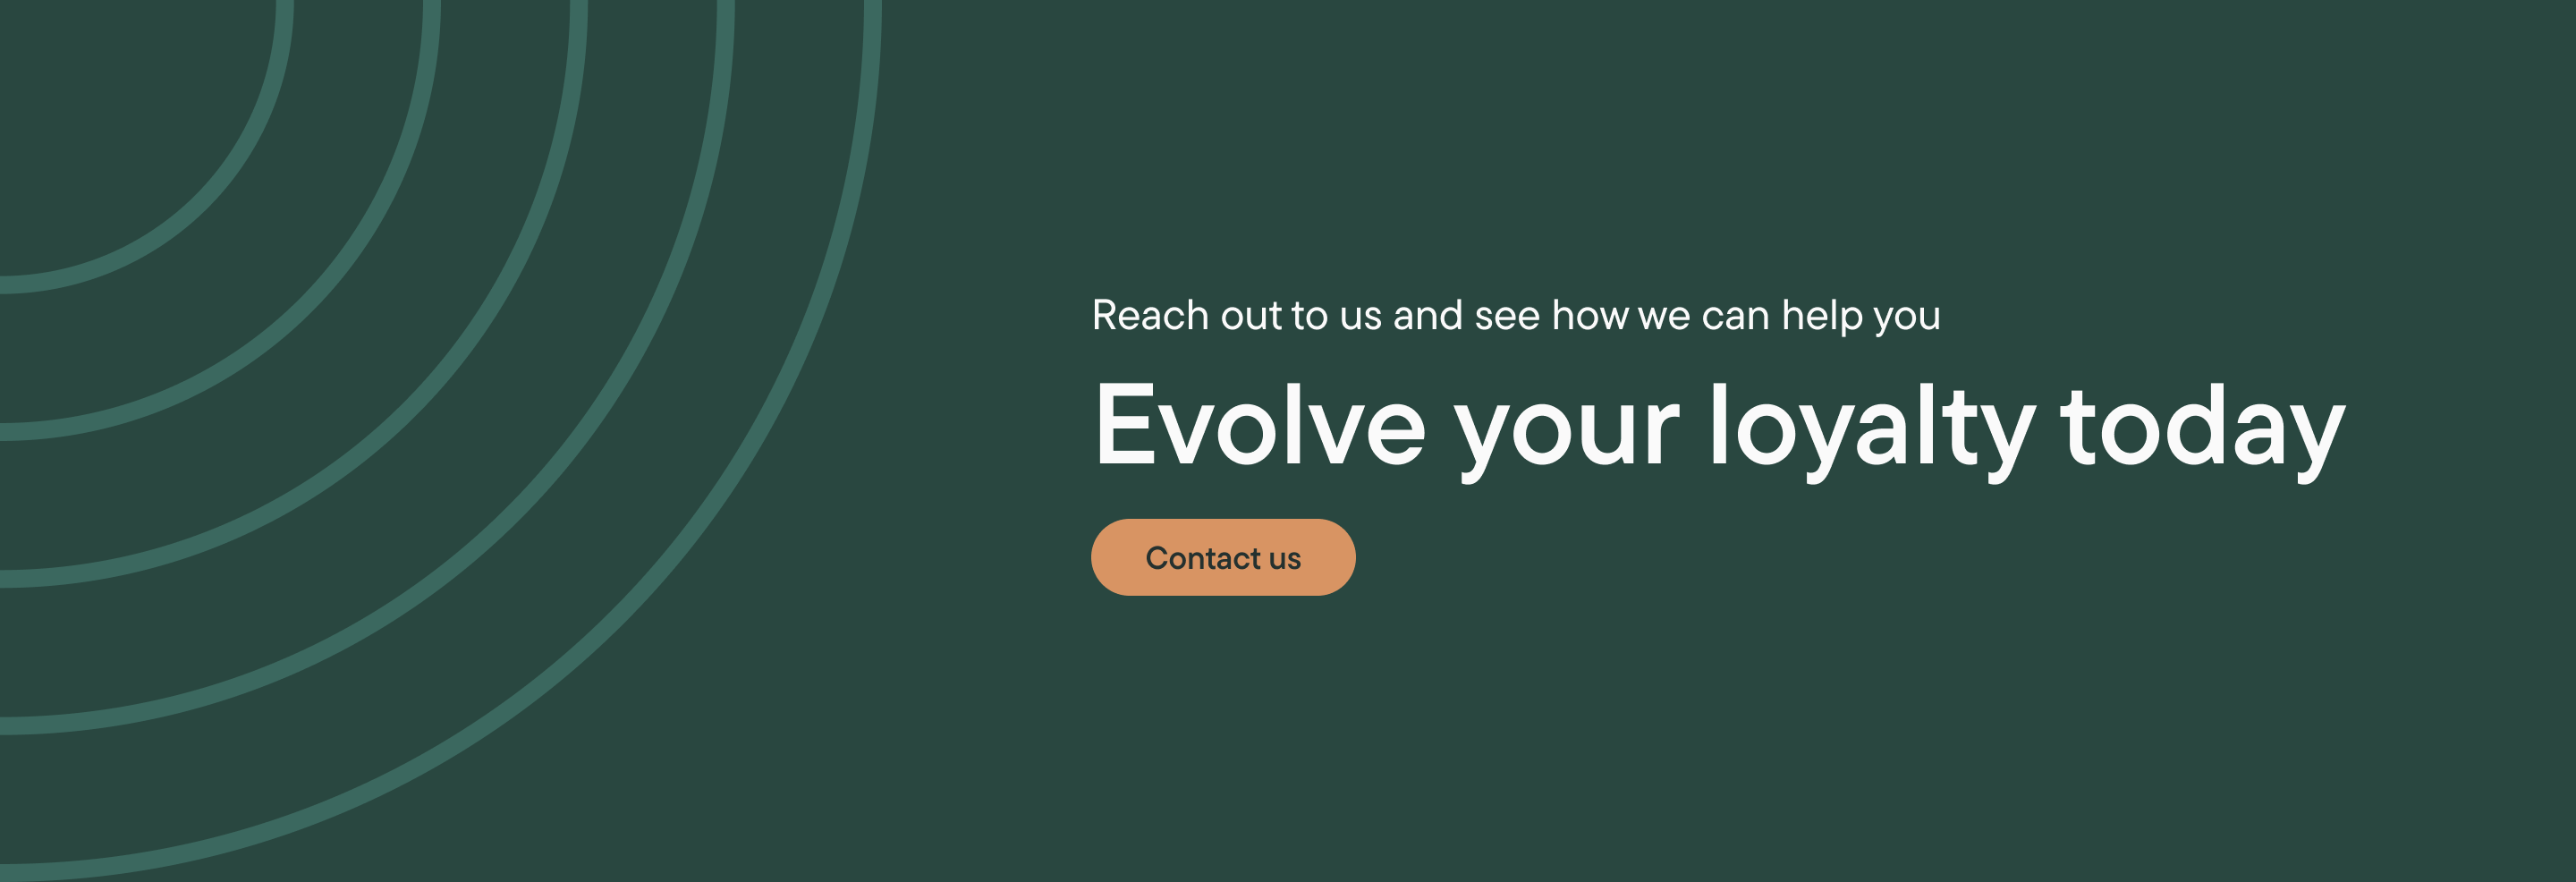 Reach out to us and see how we can help you
Evolve your loyalty today
Contact us